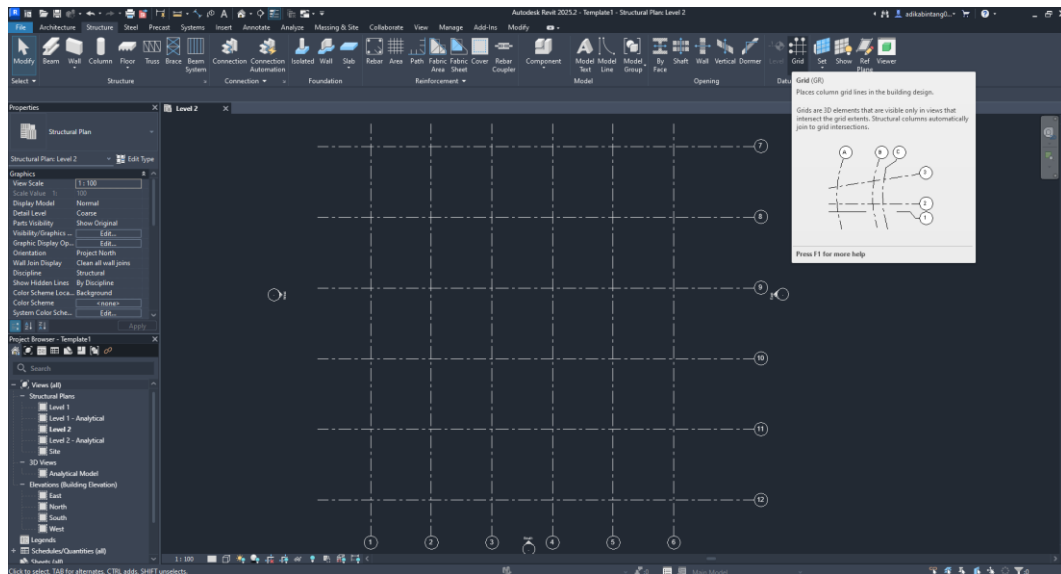 Autodesk Revit 2025.2 - Template1 - Structural Plan: Level 2
adikabintang0...
File Architecture Structure Steel Precast Systems Insert Annotate Analyze Massing & Site Collaborate View Manage Add-Ins Modify
Modify Beam Wall Column Floor Truss Brace Beam System Connection Connection Automation Isolated Wall Slab Rebar Area Path Fabric Area Fabric Sheet Cover Rebar Coupler Component Model Text Model Line Model Group By Face Shaft Wall Vertical Dormer Level Grid Set Show Ref Plane Viewer
Select Structure Connection Foundation Reinforcement Model Opening Datu
Grid (GR)
Places column grid lines in the building design.
Grids are 3D elements that are visible only in views that
intersect the grid extents. Structural columns automatically
join to grid intersections.
A B C
3
2
1
Press F1 for more help
Properties
Level 2
Structural Plan
Structural Plan: Level 2 Edit Type
Graphics
View Scale 1 : 100
Scale Value 1: 100
Display Model Normal
Detail Level Coarse
Parts Visibility Show Original
Visibility/Graphics ... Edit...
Graphic Display Op... Edit...
Orientation Project North
Wall Join Display Clean all wall joins
Discipline Structural
Show Hidden Lines By Discipline
Color Scheme Loca... Background
Color Scheme <none>
System Color Sche... Edit...
Apply
Project Browser - Template1
Search
Views (all)
Structural Plans
Level 1
Level 1 - Analytical
Level 2
Level 2 - Analytical
Site
3D Views
Analytical Model
Elevations (Building Elevation)
East
North
South
West
Legends
Schedules/Quantities (all)
Sheets (all)
7
8
9
10
11
12
1 2 3 4 5 6
1 : 100
Click to select, TAB for alternates, CTRL adds, SHIFT unselects.
Main Model